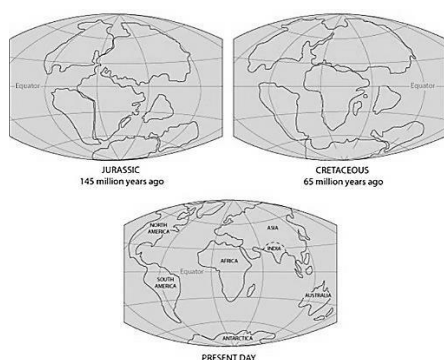 Equator
Equator
JURASSIC
145 million years ago
CRETACEOUS
65 million years ago
NORTH
AMERICA
ASIA
INDIA
AFRICA
Equator
SOUTH
AMERICA
AUSTRALIA
ANTARCTICA
PRESENT DAY